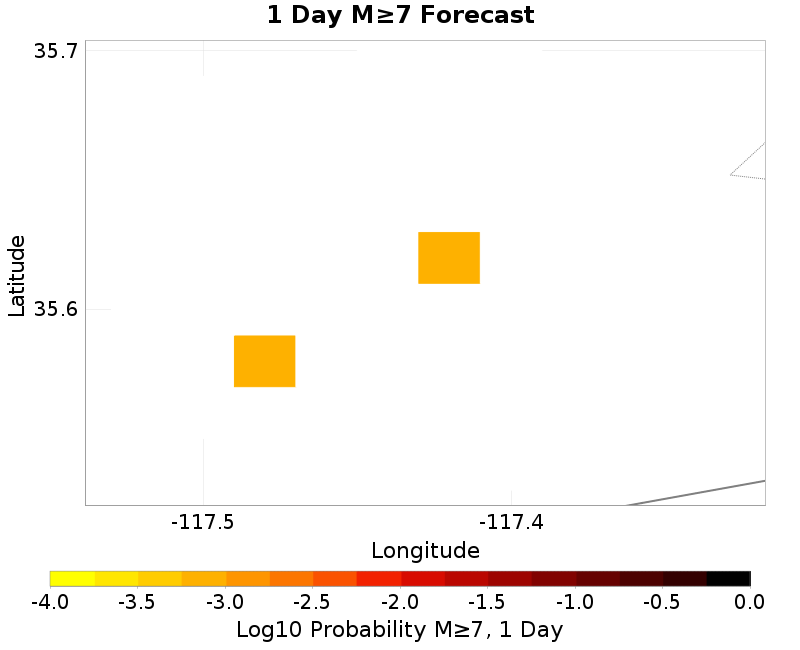 1 Day M≥7 Forecast
35.7
35.6
Latitude
-117.5 -117.4
Longitude
-4.0 -3.5 -3.0 -2.5 -2.0 -1.5 -1.0 -0.5 0.0
Log10 Probability M≥7, 1 Day